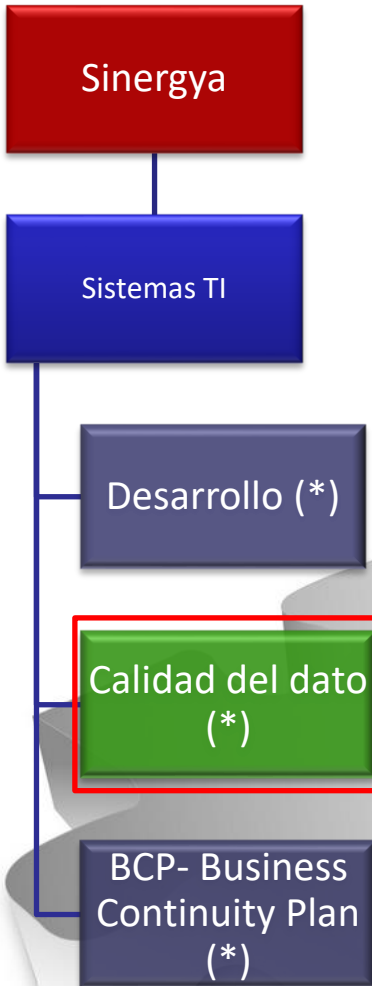 Sinergya
Sistemas TI
Desarrollo (*)
Calidad del dato
(*)
BCP- Business
Continuity Plan
(*)